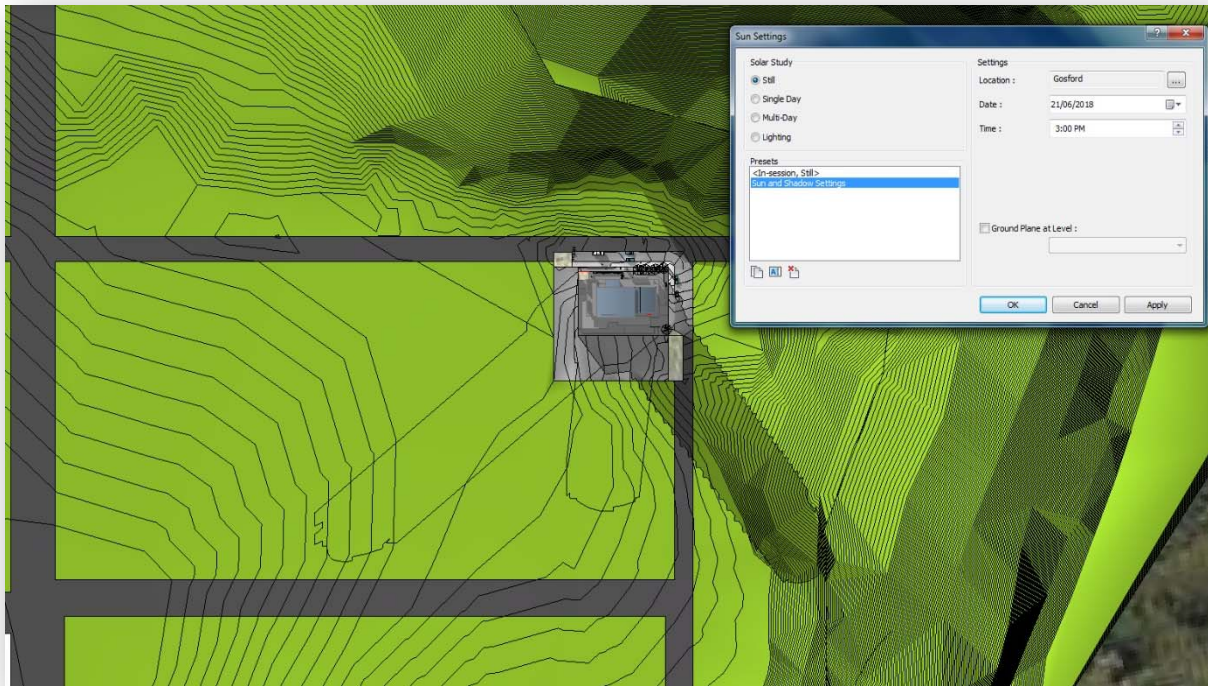 Sun Settings
Solar Study
Still
Single Day
Multi-Day
Lighting
Presets
<In-session, Still>
Sun and Shadow Settings
Settings
Location : Gosford ...
Date : 21/06/2018
Time : 3:00 PM
Ground Plane at Level :
OK Cancel Apply